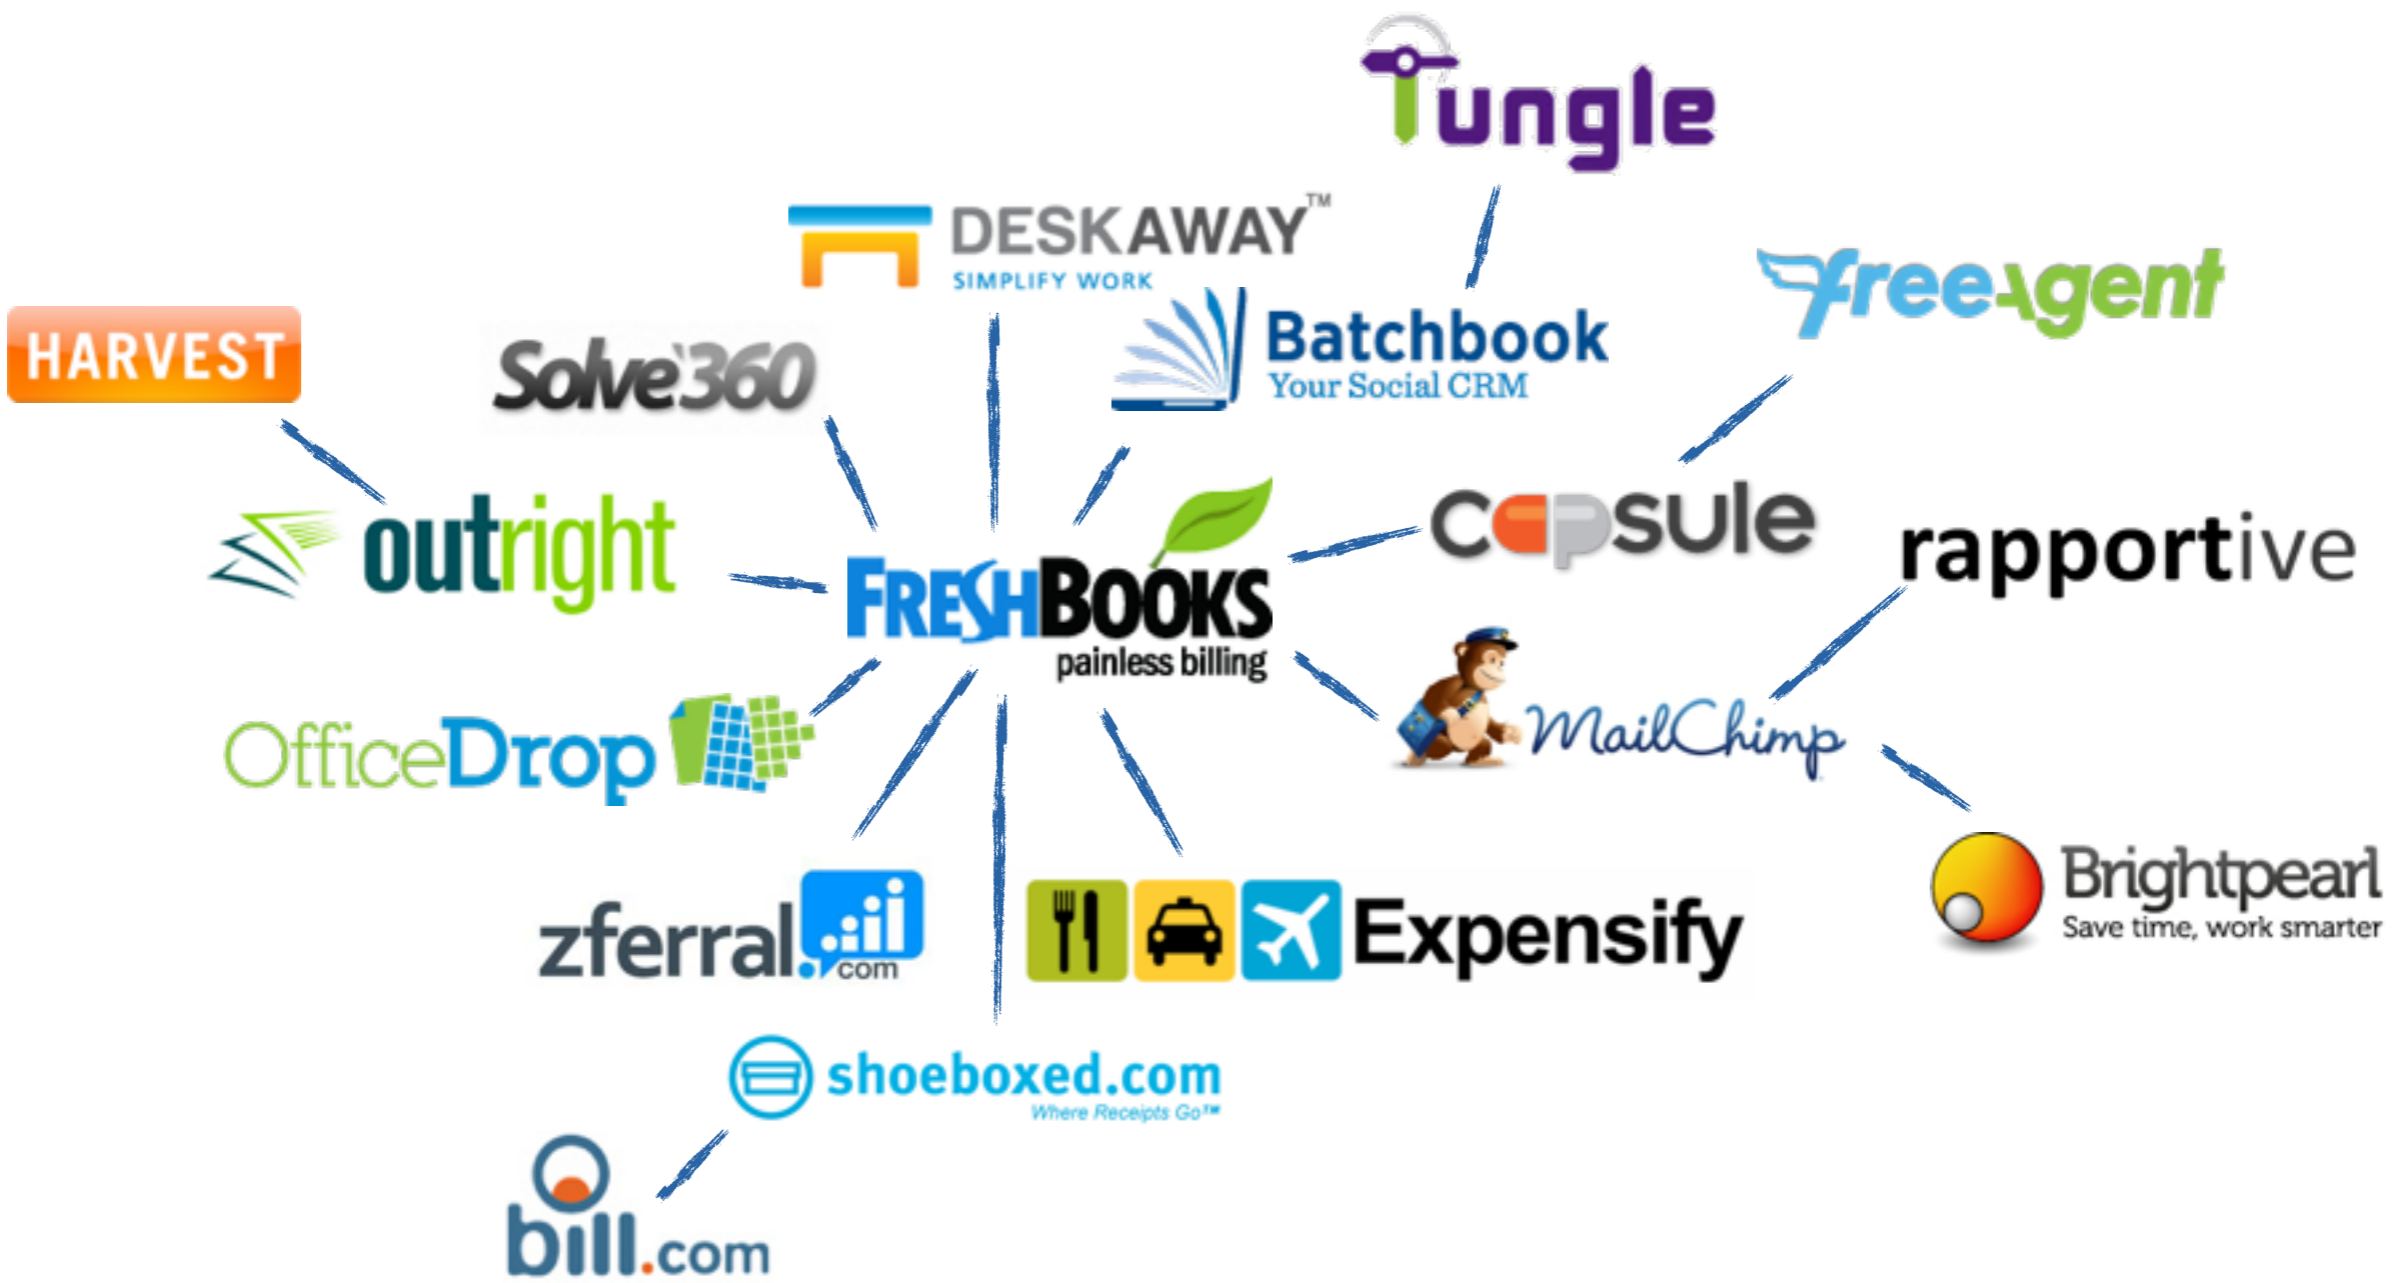 Tungle
DESKAWAY™
SIMPLIFY WORK
freeAgent
HARVEST
Solve360
Batchbook
Your Social CRM
outright
capsule
rapportive
FRESHBOOKS
painless billing
OfficeDrop
MailChimp
zferral.com
Expensify
Brightpearl
Save time, work smarter
shoeboxed.com
Where Receipts Go™
bill.com